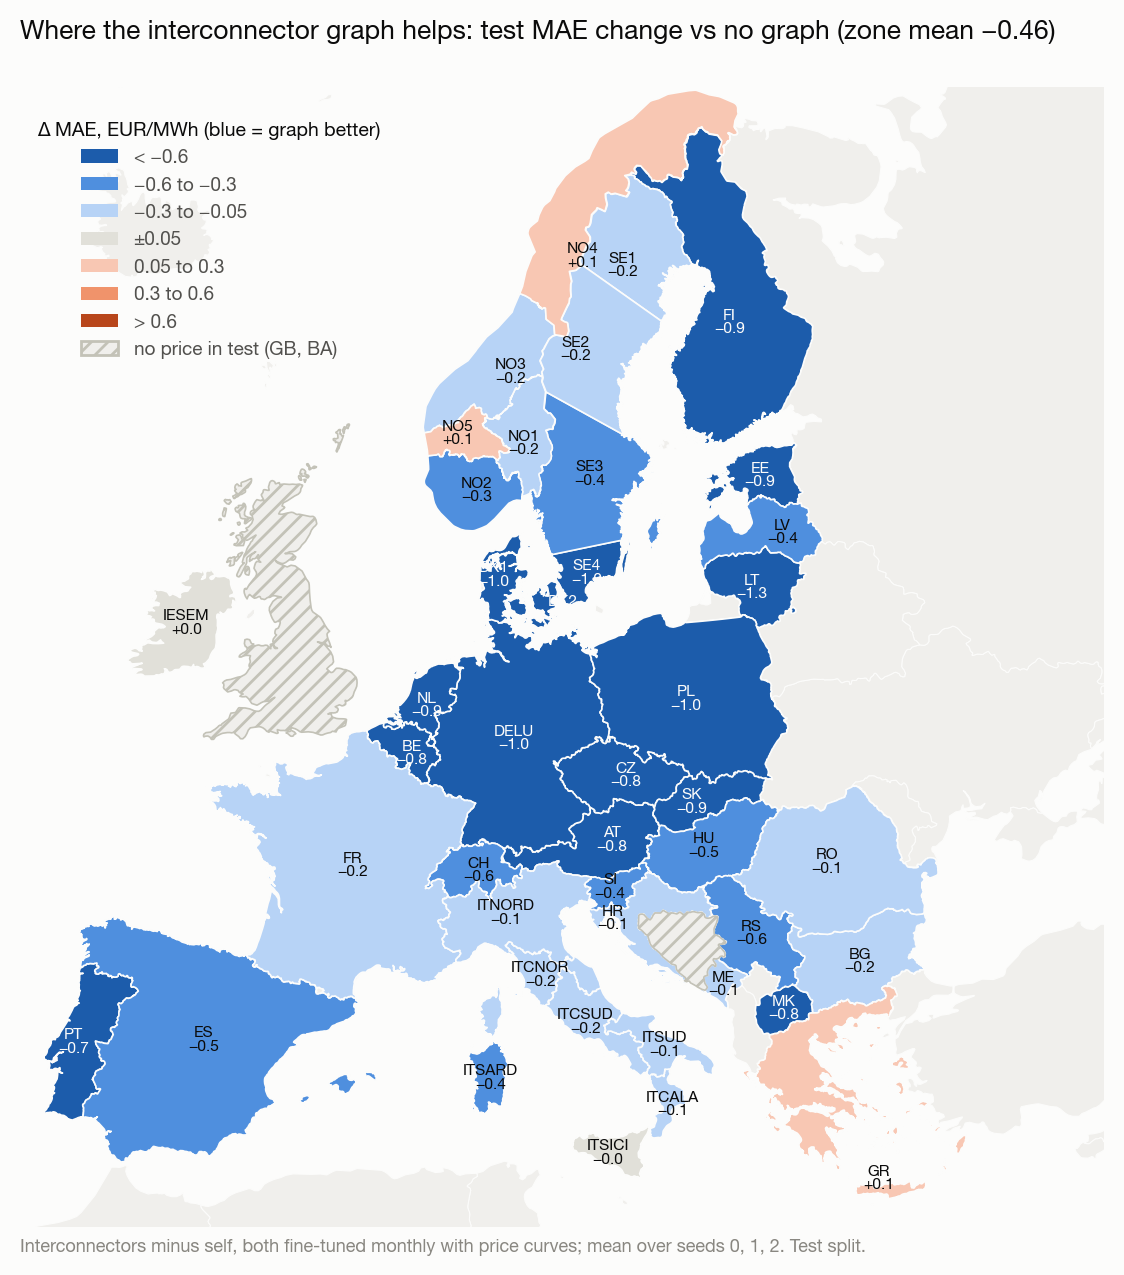 Where the interconnector graph helps: test MAE change vs no graph (zone mean −0.46)
Δ MAE, EUR/MWh (blue = graph better)
< −0.6
−0.6 to −0.3
−0.3 to −0.05
±0.05
0.05 to 0.3
0.3 to 0.6
> 0.6
no price in test (GB, BA)
NO4
+0.1
SE1
−0.2
FI
−0.9
SE2
−0.2
NO3
−0.2
NO5
+0.1
NO1
−0.2
SE3
−0.4
NO2
−0.3
EE
−0.9
LV
−0.4
−1.0
SE4
LT
−1.3
IESEM
+0.0
NL
−0.9
BE
−0.8
DELU
−1.0
PL
−1.0
CZ
−0.8
SK
−0.9
AT
−0.8
HU
−0.5
RO
−0.1
FR
−0.2
CH
−0.6
SI
−0.4
ITNORD
−0.1
HR
−0.1
RS
−0.6
BG
−0.2
ITCNOR
−0.2
ME
−0.1
MK
−0.8
ITCSUD
−0.2
PT
−0.7
ES
−0.5
ITSUD
−0.1
ITSARD
−0.4
ITCALA
−0.1
ITSICI
−0.0
GR
+0.1
Interconnectors minus self, both fine-tuned monthly with price curves; mean over seeds 0, 1, 2. Test split.